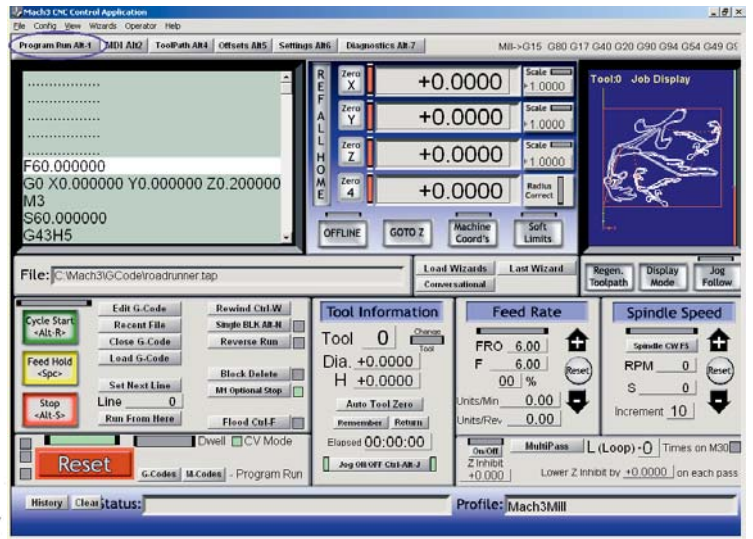 Mach3 CNC Control Application
File Config View Wizards Operator Help
Program Run Alt-1 MDI Alt2 ToolPath Alt4 Offsets Alt5 Settings Alt6 Diagnostics Alt-7 Mill->G15 G80 G17 G40 G20 G90 G94 G54 G49 G9
F60.000000
G0 X0.000000 Y0.000000 Z0.200000
M3
S60.000000
G43H5
REF ALL HOME
Zero X +0.0000 Scale +1.0000
Zero Y +0.0000 Scale +1.0000
Zero Z +0.0000 Scale +1.0000
Zero 4 +0.0000 Radius Correct
OFFLINE GOTO Z Machine Coord's Soft Limits
Tool:0 Job Display
File: C:\Mach3\GCode\roadrunner.tap
Load Wizards Last Wizard
Conversational
Regen. Toolpath Display Mode Jog Follow
Cycle Start <Alt-R>
Feed Hold <Spc>
Stop <Alt-S>
Edit G-Code Rewind Ctrl-W
Recent File Single BLK Alt-N
Close G-Code Reverse Run
Load G-Code
Block Delete
Set Next Line M1 Optional Stop
Line 0
Run From Here Flood Ctrl-F
Dwell CV Mode
Reset G-Codes M-Codes - Program Run
Tool Information
Tool 0 Change Tool
Dia. +0.0000
H +0.0000
Auto Tool Zero
Remember Return
Elapsed 00:00:00
Jog ON/OFF Ctrl-Alt-J
Feed Rate
FRO 6.00
F 6.00
00 % Reset
Units/Min 0.00
Units/Rev 0.00
Spindle Speed
Spindle CW F5
RPM 0 Reset
S 0
Increment 10
On/Off MultiPass L (Loop)-0 Times on M30
Z Inhibit
+0.000 Lower Z Inhibit by +0.0000 on each pass
History Clear Status: Profile: Mach3Mill